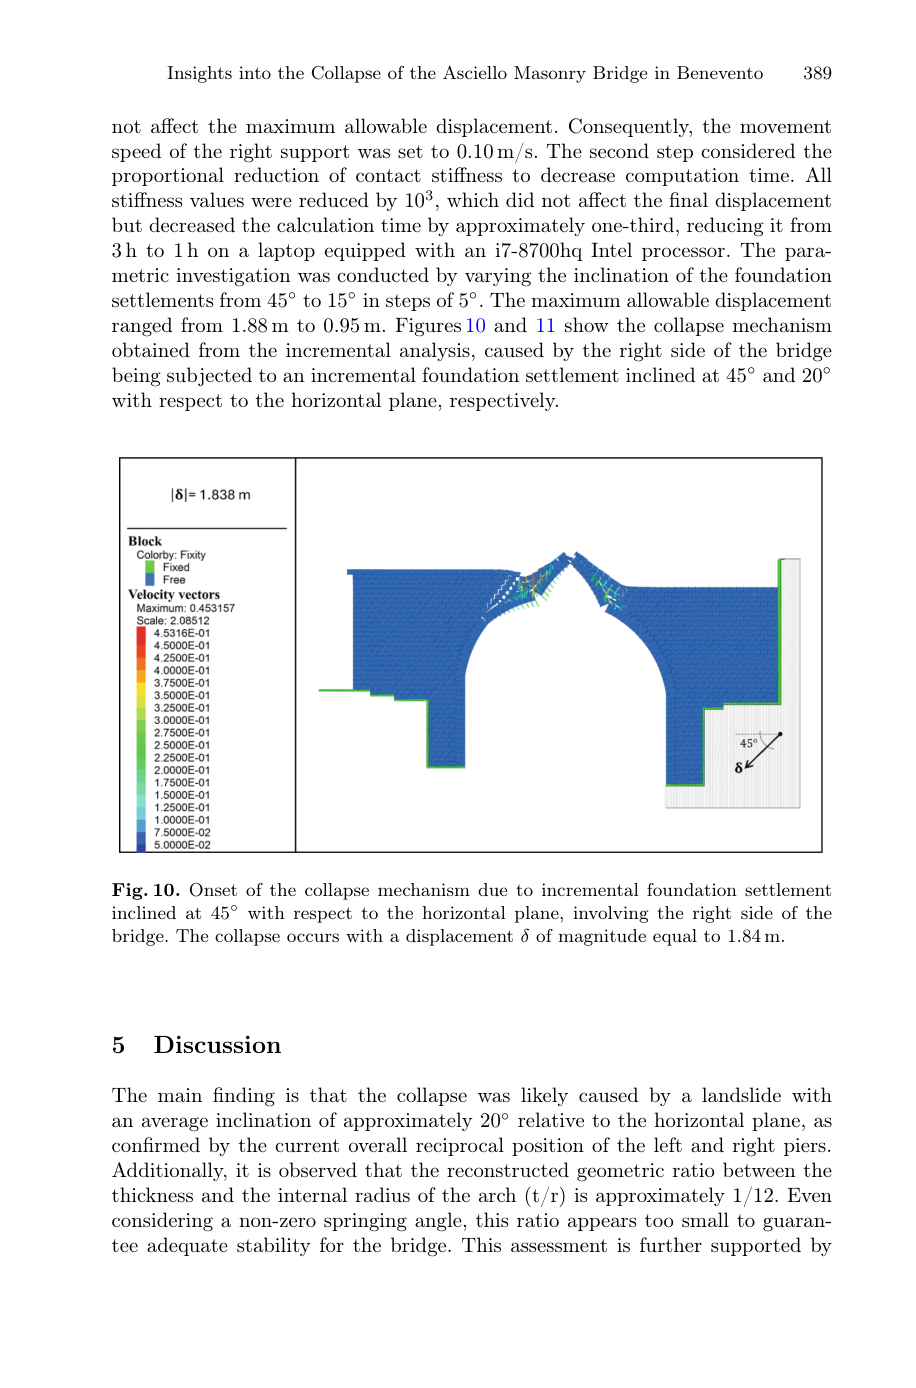 Insights into the Collapse of the Asciello Masonry Bridge in Benevento 389
not affect the maximum allowable displacement. Consequently, the movement
speed of the right support was set to 0.10 m/s. The second step considered the
proportional reduction of contact stiffness to decrease computation time. All
stiffness values were reduced by 10³, which did not affect the final displacement
but decreased the calculation time by approximately one-third, reducing it from
3 h to 1 h on a laptop equipped with an i7-8700hq Intel processor. The para-
metric investigation was conducted by varying the inclination of the foundation
settlements from 45° to 15° in steps of 5°. The maximum allowable displacement
ranged from 1.88 m to 0.95 m. Figures 10 and 11 show the collapse mechanism
obtained from the incremental analysis, caused by the right side of the bridge
being subjected to an incremental foundation settlement inclined at 45° and 20°
with respect to the horizontal plane, respectively.
|δ|= 1.838 m
Block
Colorby: Fixity
Fixed
Free
Velocity vectors
Maximum: 0.453157
Scale: 2.08512
4.5316E-01
4.5000E-01
4.2500E-01
4.0000E-01
3.7500E-01
3.5000E-01
3.2500E-01
3.0000E-01
2.7500E-01
2.5000E-01
2.2500E-01
2.0000E-01
1.7500E-01
1.5000E-01
1.2500E-01
1.0000E-01
7.5000E-02
5.0000E-02
45°
δ
Fig. 10. Onset of the collapse mechanism due to incremental foundation settlement
inclined at 45° with respect to the horizontal plane, involving the right side of the
bridge. The collapse occurs with a displacement δ of magnitude equal to 1.84 m.
5 Discussion
The main finding is that the collapse was likely caused by a landslide with
an average inclination of approximately 20° relative to the horizontal plane, as
confirmed by the current overall reciprocal position of the left and right piers.
Additionally, it is observed that the reconstructed geometric ratio between the
thickness and the internal radius of the arch (t/r) is approximately 1/12. Even
considering a non-zero springing angle, this ratio appears too small to guaran-
tee adequate stability for the bridge. This assessment is further supported by